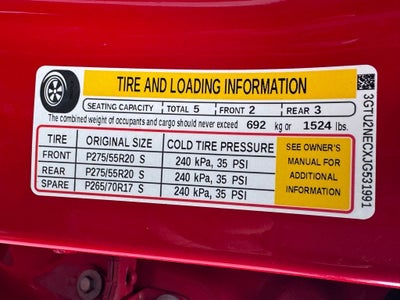 TIRE AND LOADING INFORMATION
SEATING CAPACITY TOTAL 5 FRONT 2 REAR 3
The combined weight of occupants and cargo should never exceed 692 kg or 1524 lbs.
TIRE ORIGINAL SIZE COLD TIRE PRESSURE
FRONT P275/55R20 S 240 kPa, 35 PSI
REAR P275/55R20 S 240 kPa, 35 PSI
SPARE P265/70R17 S 240 kPa, 35 PSI
SEE OWNER'S
MANUAL FOR
ADDITIONAL
INFORMATION
3GTU2NECXJG531991